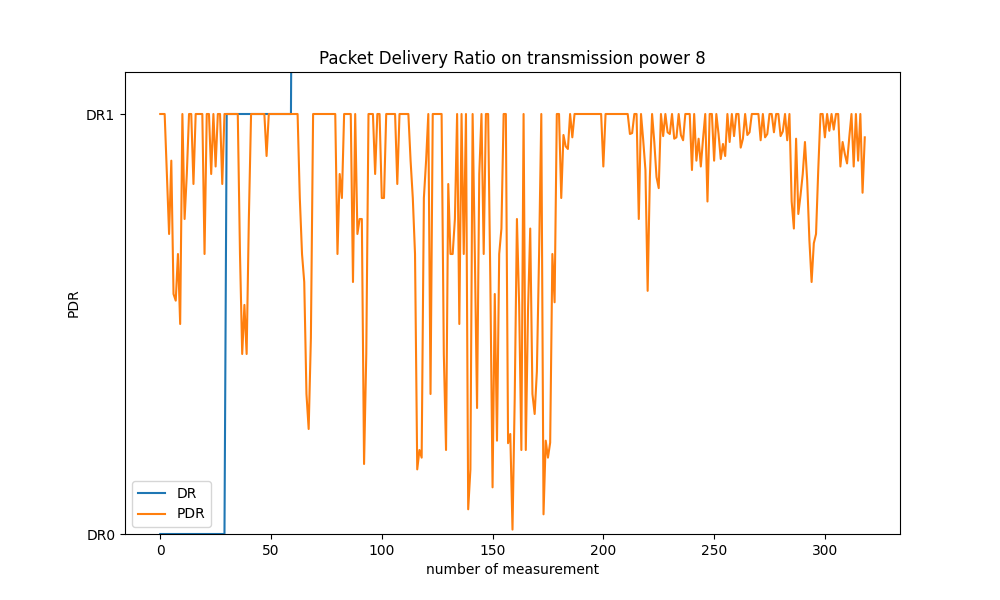 Packet Delivery Ratio on transmission power 8
DR1
PDR
DR0
DR
PDR
0 50 100 150 200 250 300
number of measurement